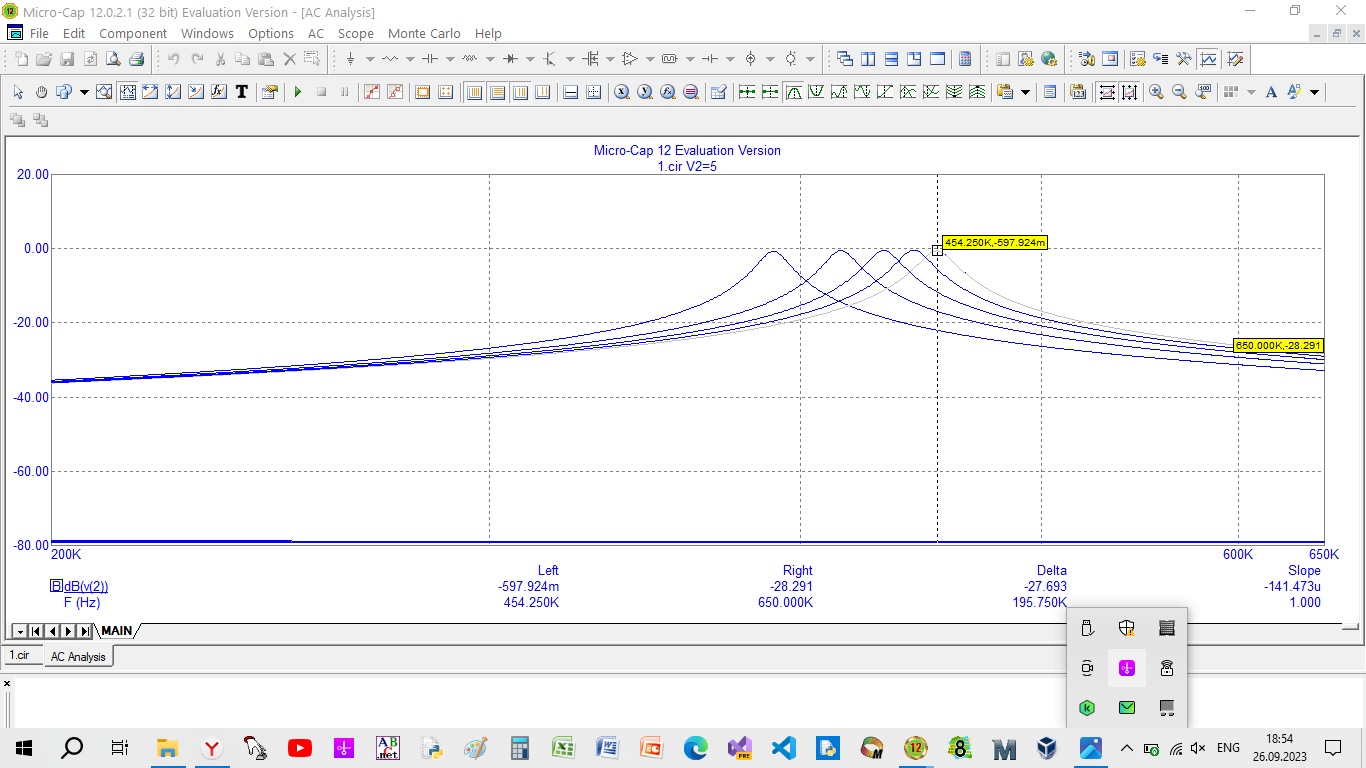 Micro-Cap 12.0.2.1 (32 bit) Evaluation Version - [AC Analysis]
File Edit Component Windows Options AC Scope Monte Carlo Help
Micro-Cap 12 Evaluation Version
1.cir V2=5
20.00
0.00
-20.00
-40.00
-60.00
-80.00
454.250K,-597.924m
650.000K,-28.291
200K 600K 650K
Left Right Delta Slope
dB(v(2)) -597.924m -28.291 -27.693 -141.473u
F (Hz) 454.250K 650.000K 195.750K 1.000
MAIN
1.cir AC Analysis
ENG
18:54
26.09.2023